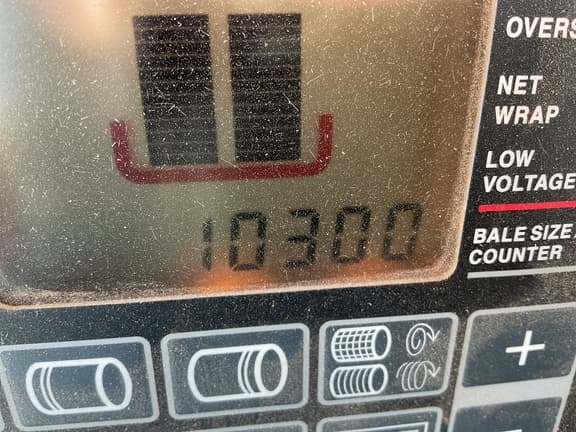 OVERS
NET
WRAP
LOW
VOLTAGE
10300
BALE SIZE/
COUNTER
+